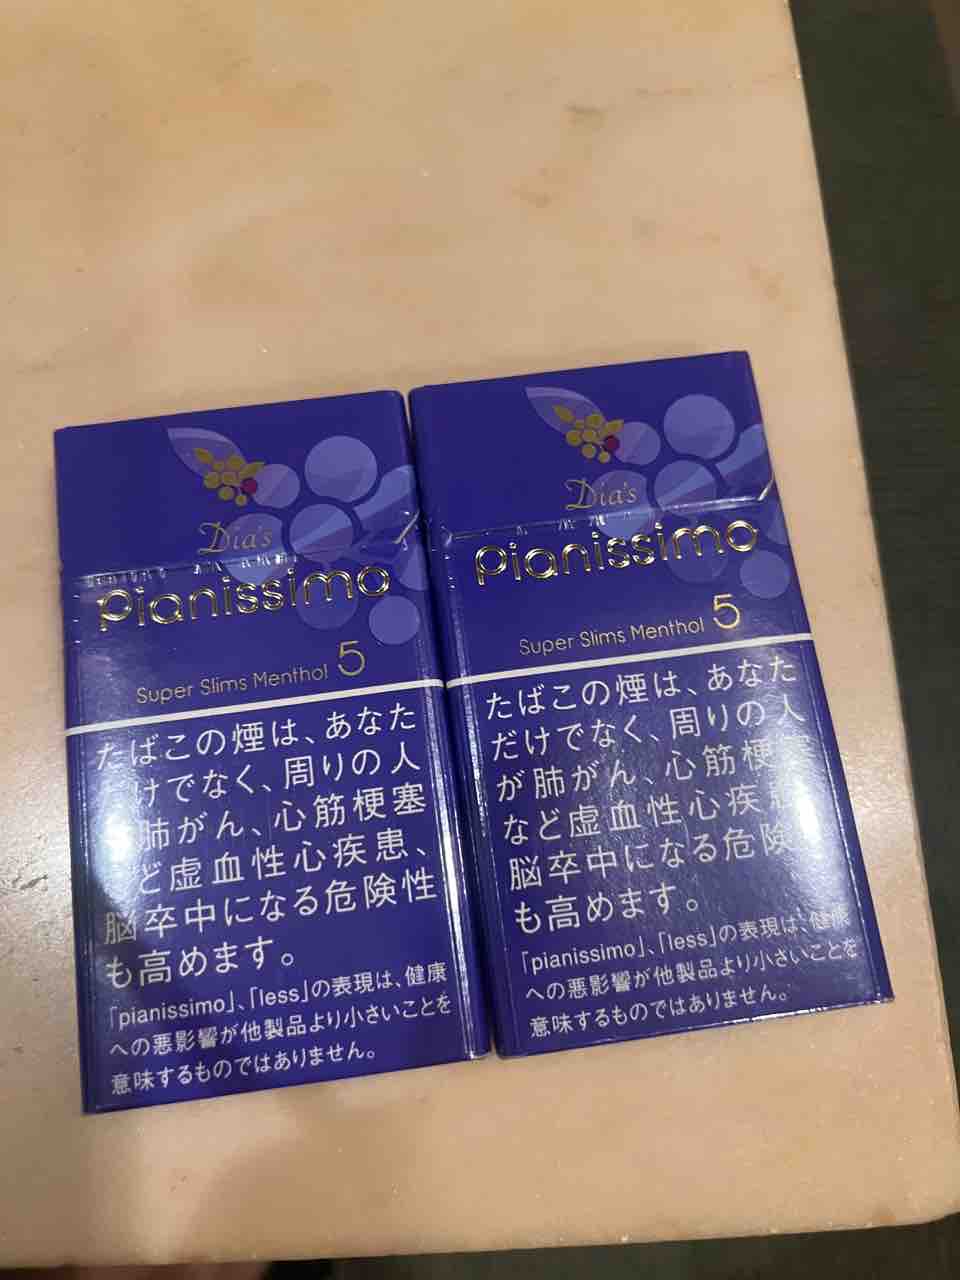 Dia's
Pianissimo
Super Slims Menthol 5
たばこの煙は、あなた
けでなく、周りの人
肺がん、心筋梗塞
ど虚血性心疾患、
脳卒中になる危険性
も高めます。
「pianissimo」、「less」の表現は、健康
への悪影響が他製品より小さいことを
意味するものではありません。
Dia's
Pianissimo
Super Slims Menthol 5
たばこの煙は、あなた
だけでなく、周りの人
が肺がん、心筋梗塞
など虚血性心疾患
脳卒中になる危険
も高めます。
「pianissimo」、「less」の表現は、健康
への悪影響が他製品より小さいことを
意味するものではありません。